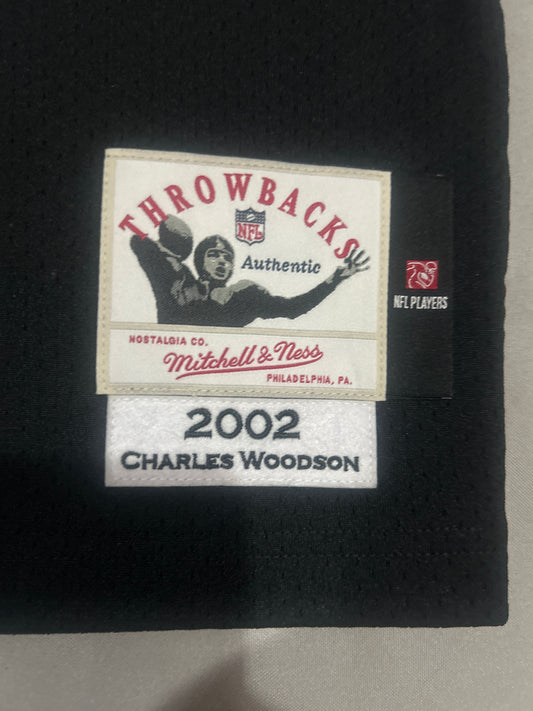 THROWBACKS
NFL
Authentic
NFL PLAYERS
NOSTALGIA CO.
Mitchell & Ness
PHILADELPHIA, PA.
2002
CHARLES WOODSON